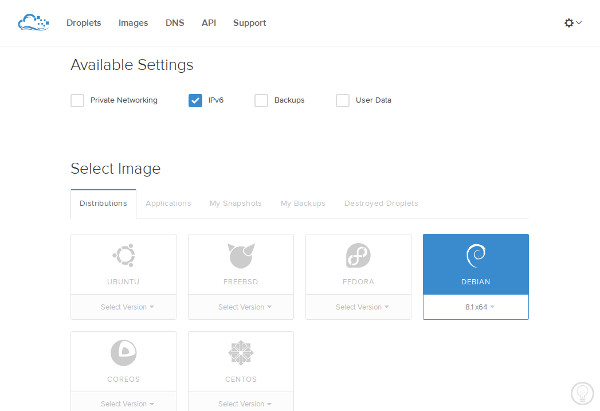 Droplets Images DNS API Support
Available Settings
Private Networking IPv6 Backups User Data
Select Image
Distributions Applications My Snapshots My Backups Destroyed Droplets
UBUNTU FREEBSD FEDORA DEBIAN
Select Version Select Version Select Version 8.1 x64
COREOS CENTOS
Select Version Select Version